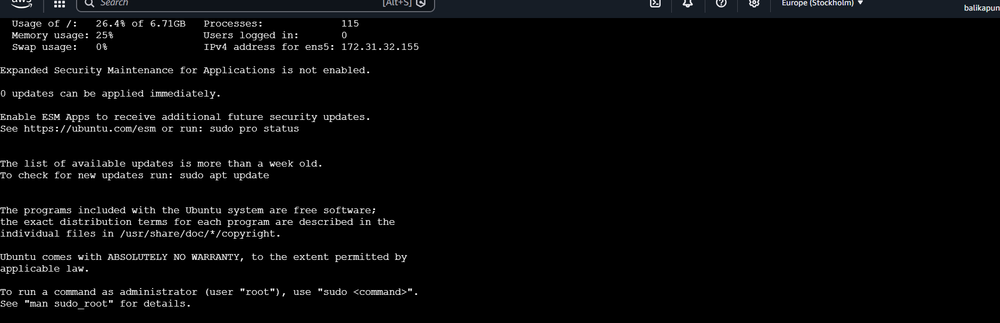 aws Search [Alt+S] Europe (Stockholm) ▼
balikapun
Usage of /: 26.4% of 6.71GB Processes: 115
Memory usage: 25% Users logged in: 0
Swap usage: 0% IPv4 address for ens5: 172.31.32.155
Expanded Security Maintenance for Applications is not enabled.
0 updates can be applied immediately.
Enable ESM Apps to receive additional future security updates.
See https://ubuntu.com/esm or run: sudo pro status
The list of available updates is more than a week old.
To check for new updates run: sudo apt update
The programs included with the Ubuntu system are free software;
the exact distribution terms for each program are described in the
individual files in /usr/share/doc/*/copyright.
Ubuntu comes with ABSOLUTELY NO WARRANTY, to the extent permitted by
applicable law.
To run a command as administrator (user "root"), use "sudo <command>".
See "man sudo_root" for details.